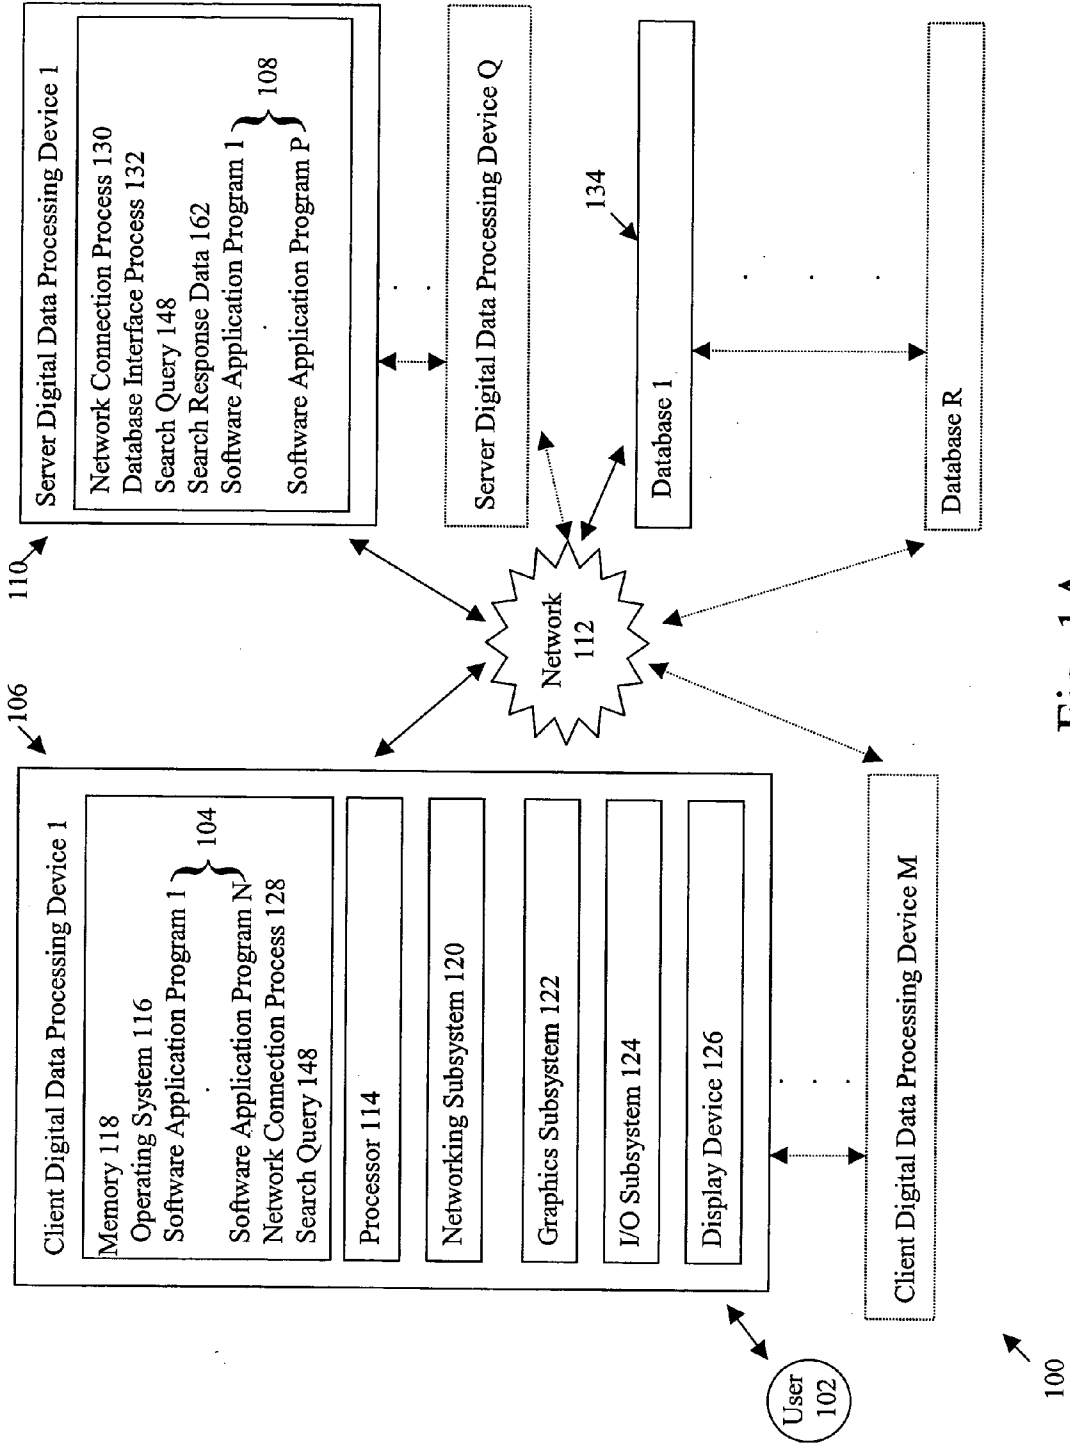 Client Digital Data Processing Device 1
106
Memory 118
Operating System 116
Software Application Program 1
104
Software Application Program N
Network Connection Process 128
Search Query 148
Processor 114
Networking Subsystem 120
Graphics Subsystem 122
I/O Subsystem 124
Display Device 126
Client Digital Data Processing Device M
User
102
100
Network
112
110
Server Digital Data Processing Device 1
Network Connection Process 130
Database Interface Process 132
Search Query 148
Search Response Data 162
Software Application Program 1
108
Software Application Program P
Server Digital Data Processing Device Q
134
Database 1
Database R